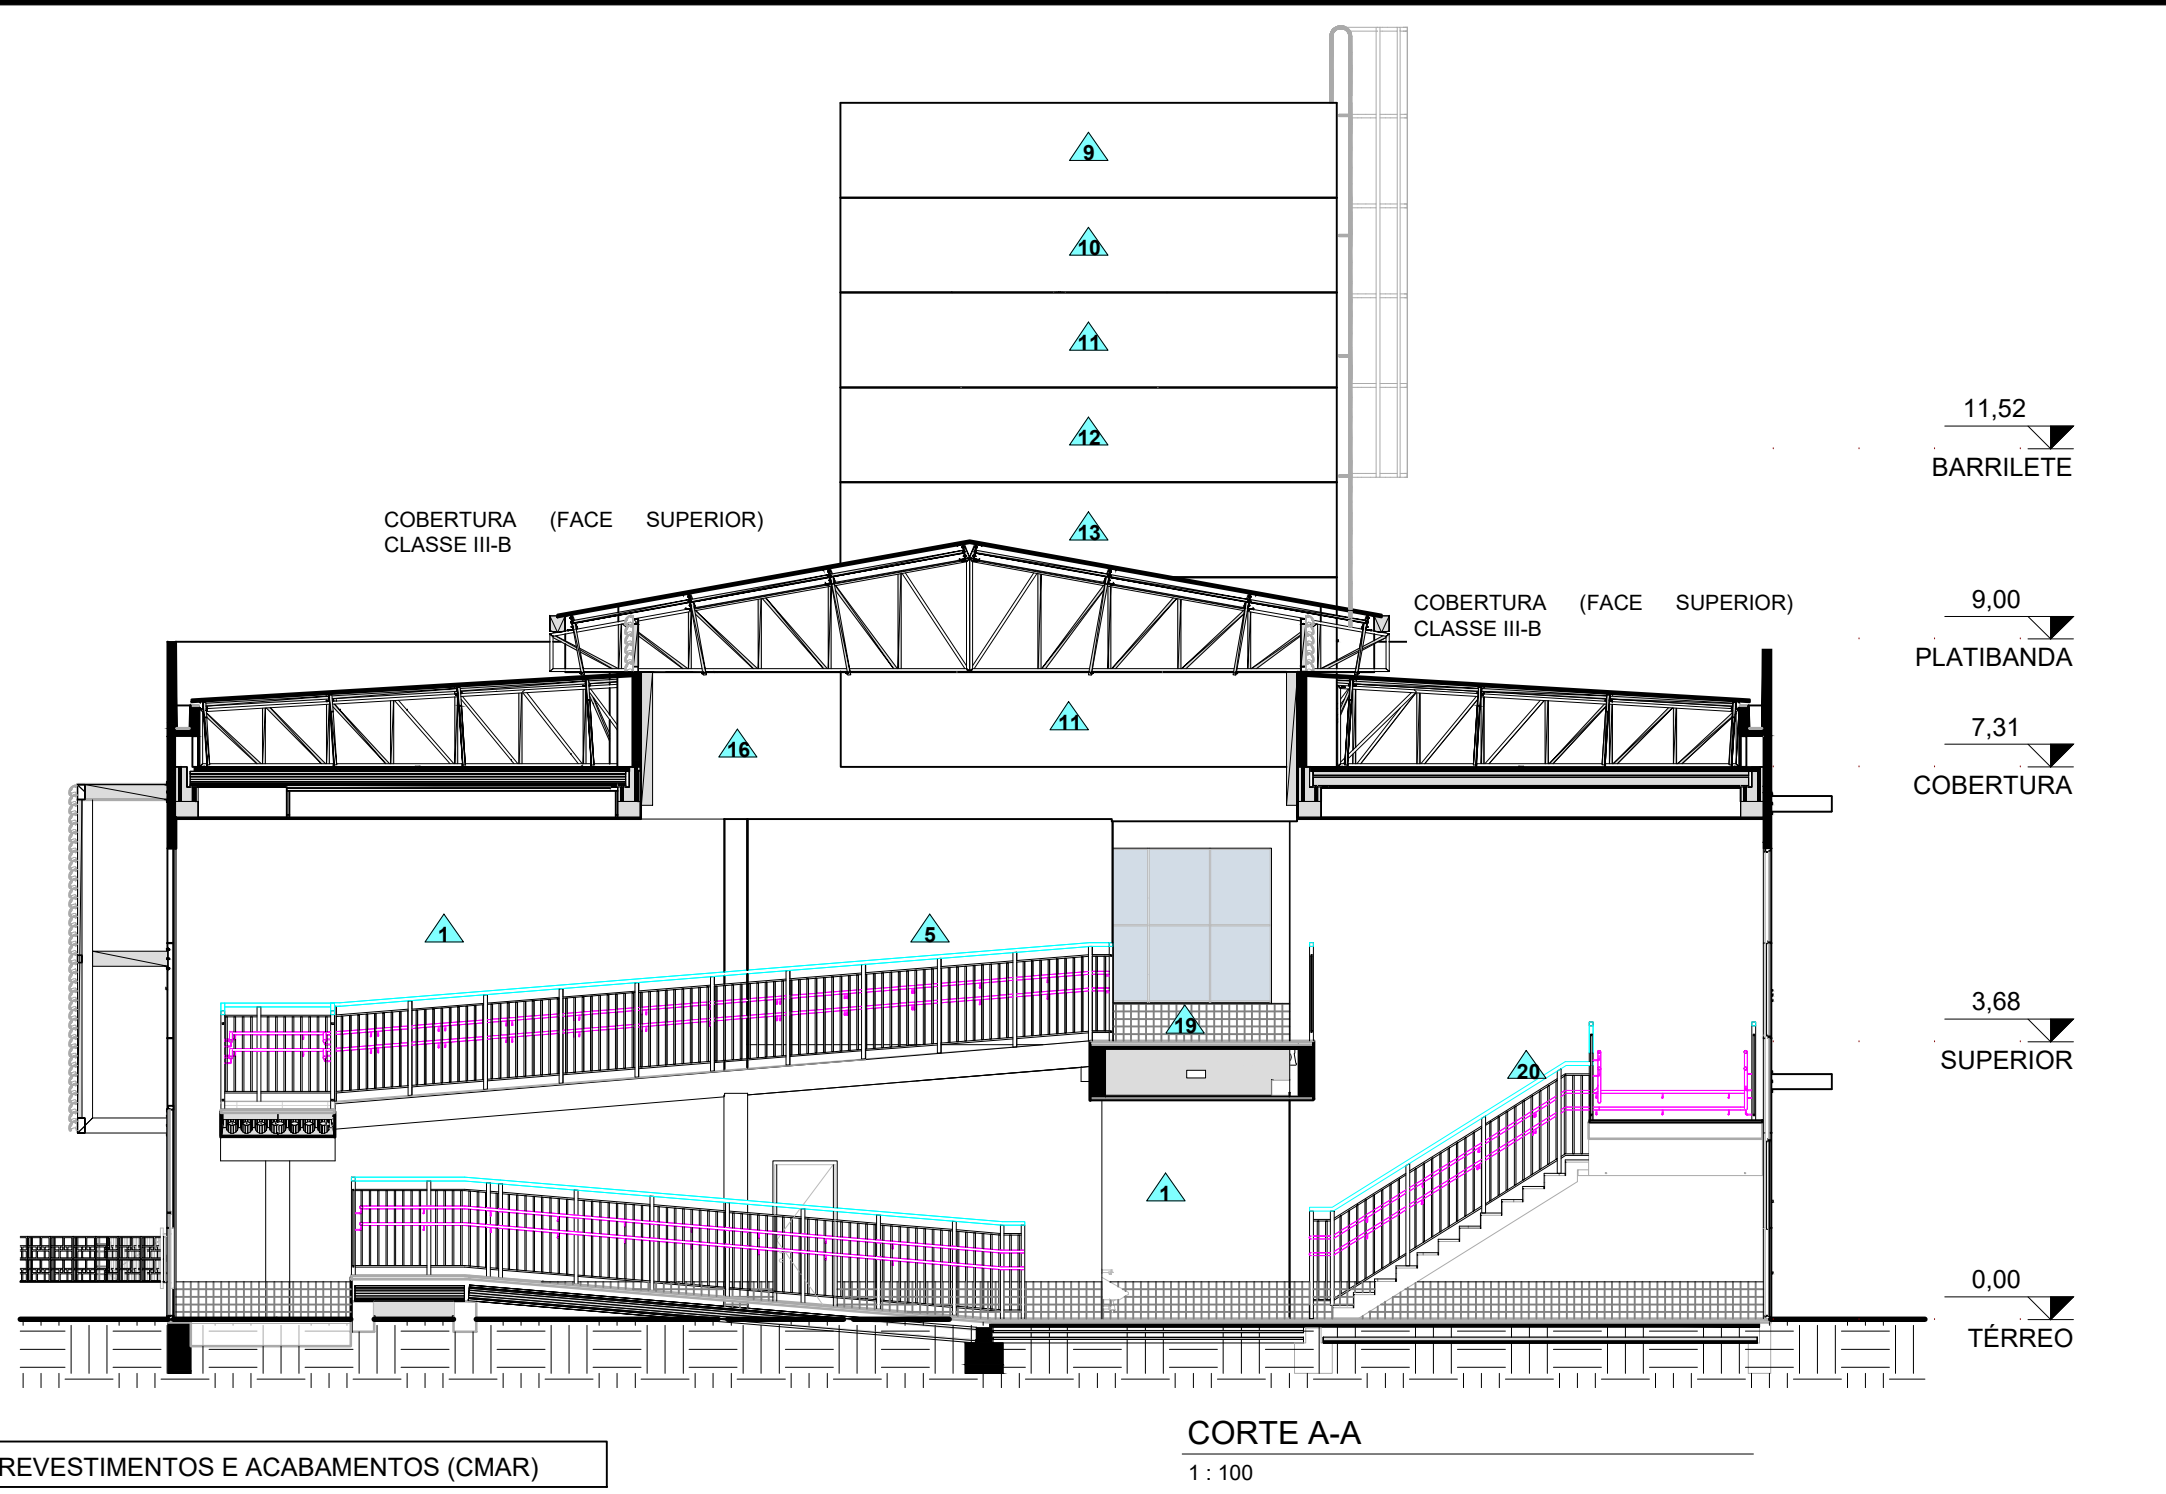 9
10
11
12
11,52
BARRILETE
COBERTURA (FACE SUPERIOR)
CLASSE III-B
13
COBERTURA (FACE SUPERIOR)
CLASSE III-B
9,00
PLATIBANDA
16
11
7,31
COBERTURA
1
5
19
3,68
SUPERIOR
20
1
0,00
TÉRREO
CORTE A-A
1 : 100
REVESTIMENTOS E ACABAMENTOS (CMAR)